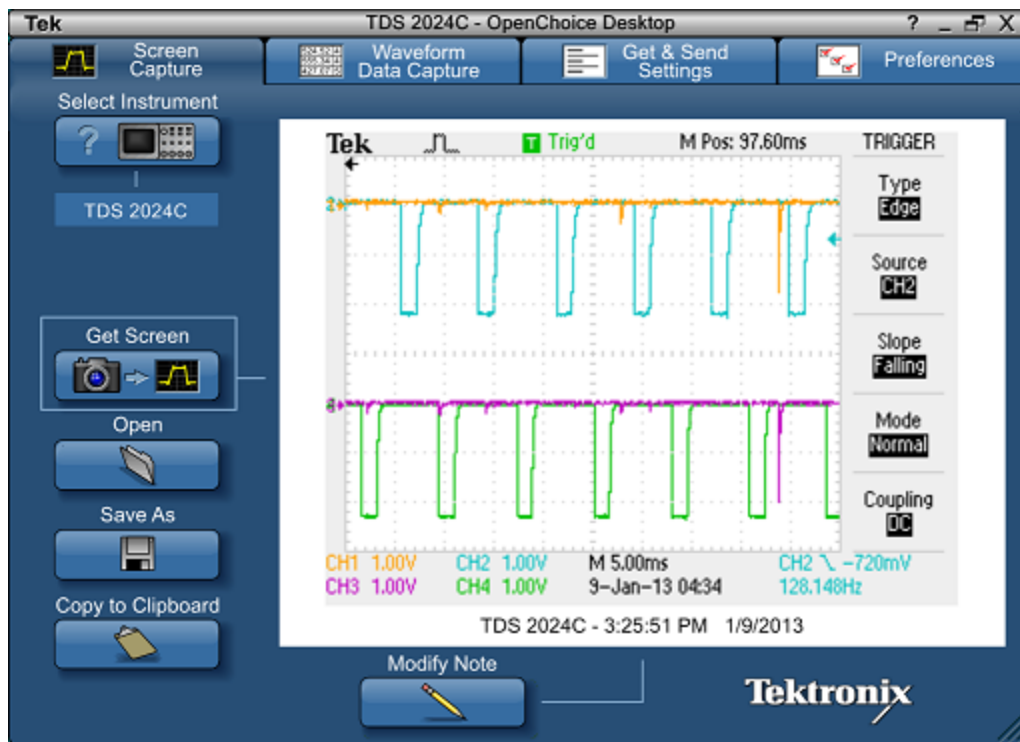 Tek TDS 2024C - OpenChoice Desktop ? _ X
Screen Capture
Waveform Data Capture
Get & Send Settings
Preferences
Select Instrument
?
TDS 2024C
Get Screen
Open
Save As
Copy to Clipboard
Tek T Trig'd M Pos: 97.60ms TRIGGER
Type
Edge
Source
CH2
Slope
Falling
Mode
Normal
Coupling
DC
CH1 1.00V CH2 1.00V M 5.00ms CH2 \ -720mV
CH3 1.00V CH4 1.00V 9-Jan-13 04:34 128.148Hz
TDS 2024C - 3:25:51 PM 1/9/2013
Modify Note
Tektronix